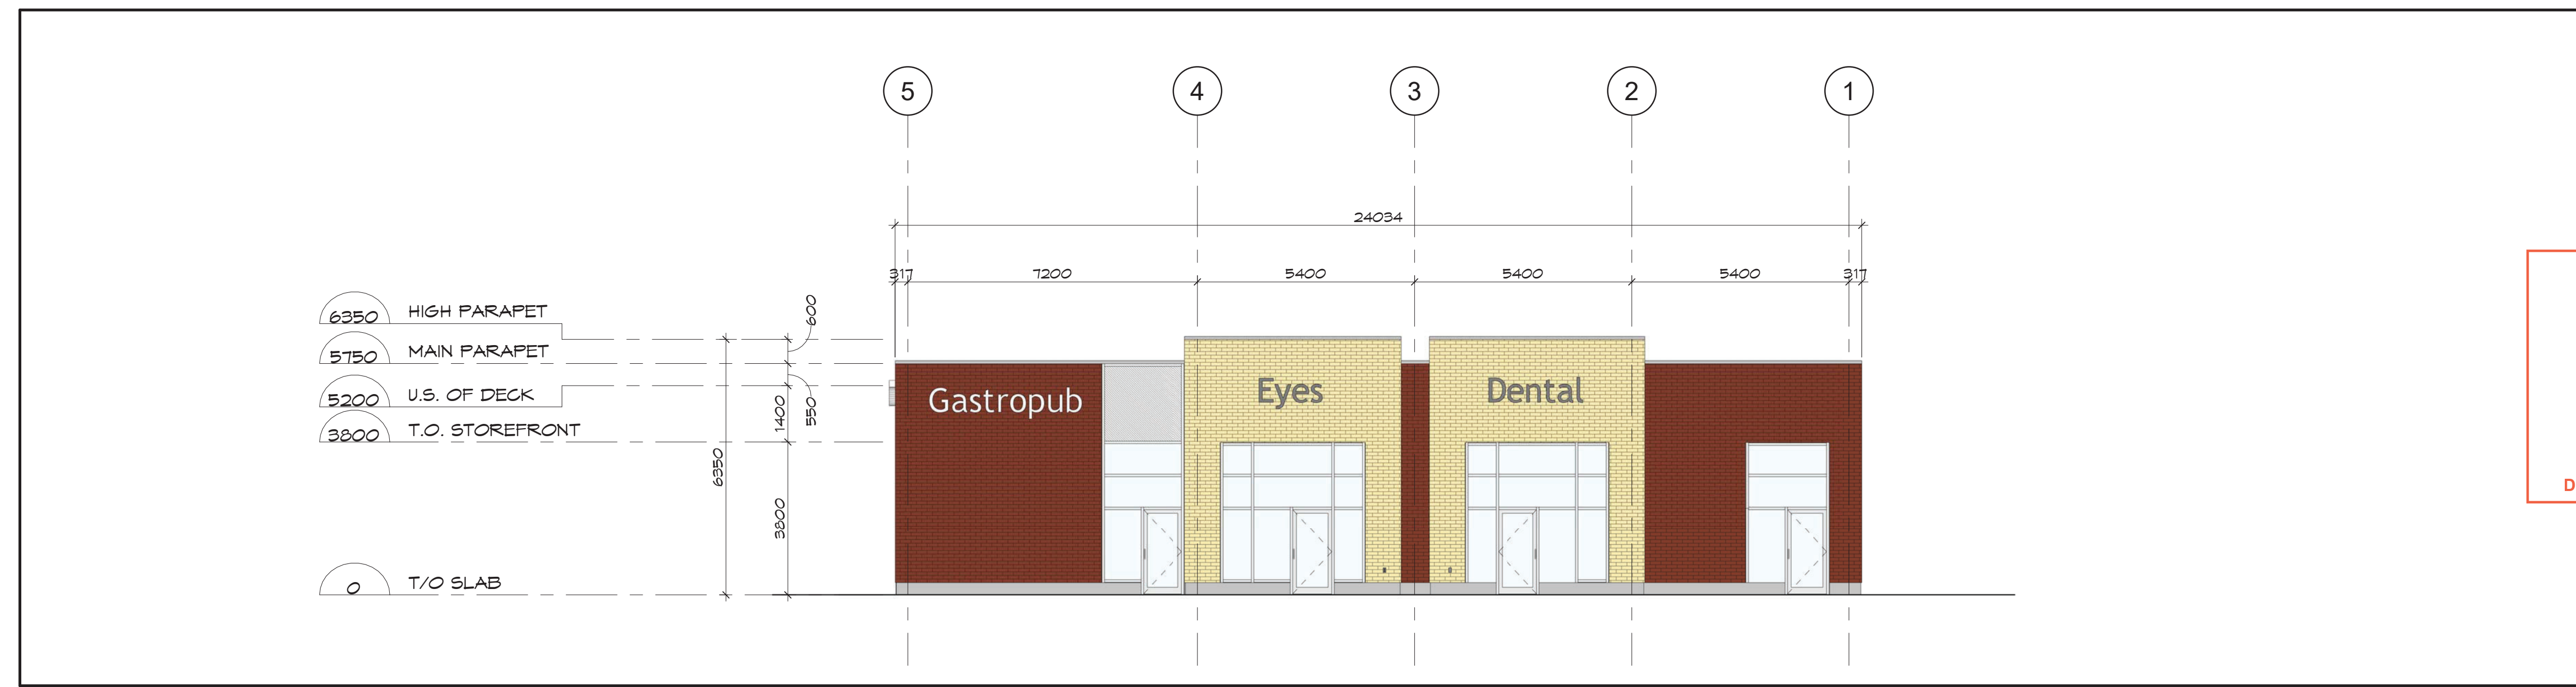 5 4 3 2 1
24034
317 7200 5400 5400 5400 317
6350 HIGH PARAPET
5750 MAIN PARAPET
5200 U.S. OF DECK
3800 T.O. STOREFRONT
0 T/O SLAB
600
550
1400
6350
3800
Gastropub
Eyes
Dental
D